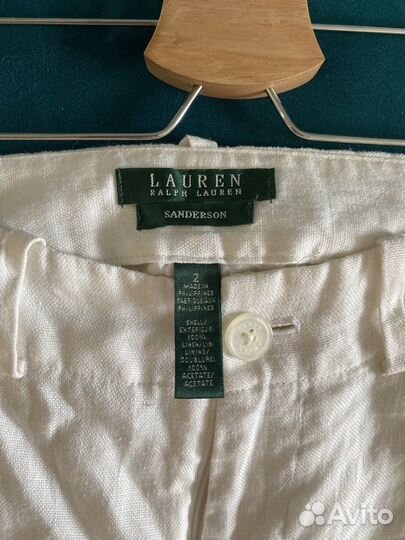 LAUREN
RALPH LAUREN
SANDERSON
2
MADE IN
PHILIPPINES
FABRIQUE AUX
PHILIPPINES
SHELL/
EXTERIEUR:
100%
LINEN/LIN
LINING/
DOUBLURE:
100%
ACETATE/
ACETATE
Avito